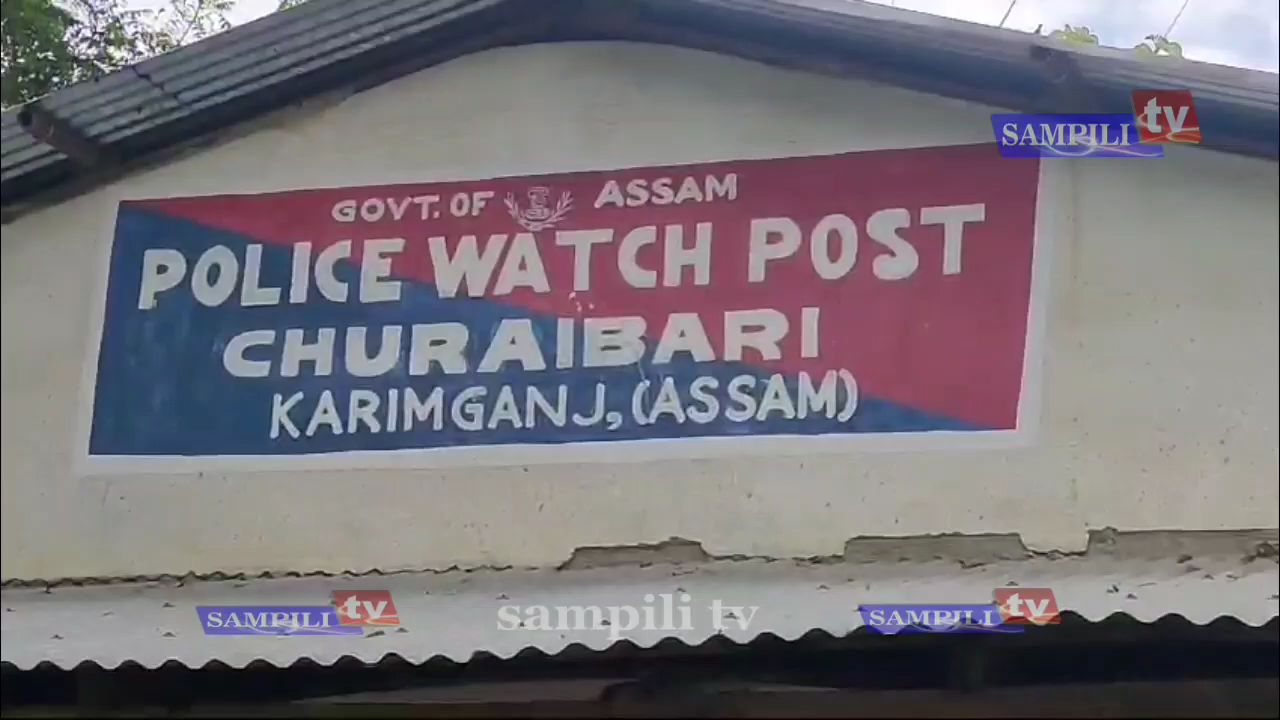 SAMPILI tv
GOVT. OF ASSAM
POLICE WATCH POST
CHURAIBARI
KARIMGANJ, (ASSAM)
SAMPILI tv sampili tv SAMPILI tv